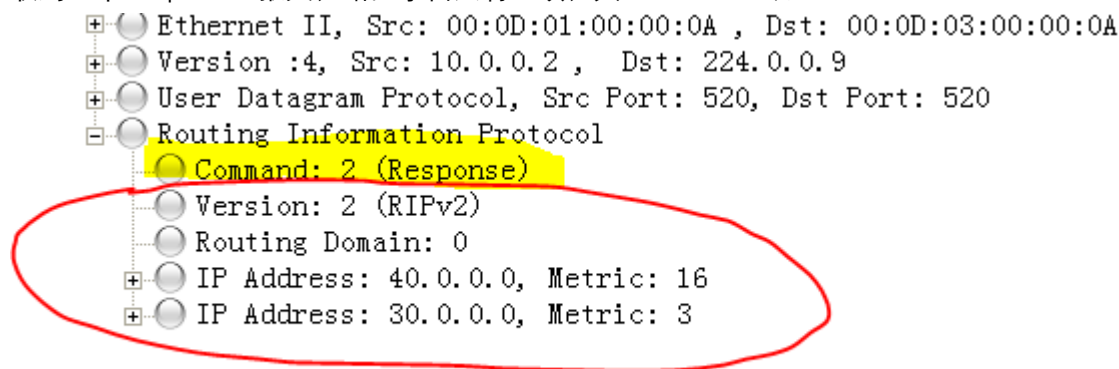 Ethernet II, Src: 00:0D:01:00:00:0A , Dst: 00:0D:03:00:00:0A
Version :4, Src: 10.0.0.2 , Dst: 224.0.0.9
User Datagram Protocol, Src Port: 520, Dst Port: 520
Routing Information Protocol
Command: 2 (Response)
Version: 2 (RIPv2)
Routing Domain: 0
IP Address: 40.0.0.0, Metric: 16
IP Address: 30.0.0.0, Metric: 3